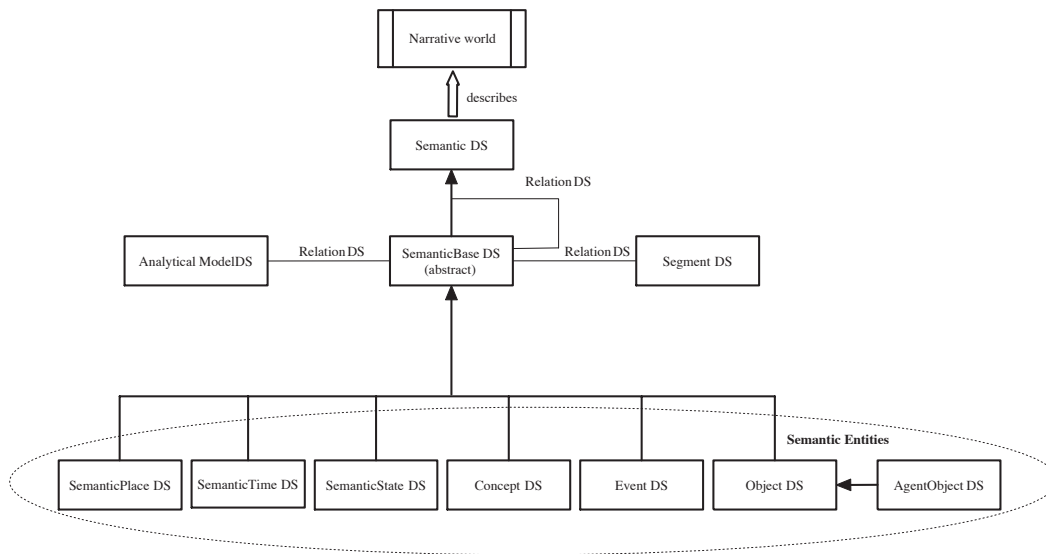 Narrative world
describes
Semantic DS
Relation DS
Analytical ModelDS
Relation DS
SemanticBase DS
(abstract)
Relation DS
Segment DS
Semantic Entities
SemanticPlace DS
SemanticTime DS
SemanticState DS
Concept DS
Event DS
Object DS
AgentObject DS